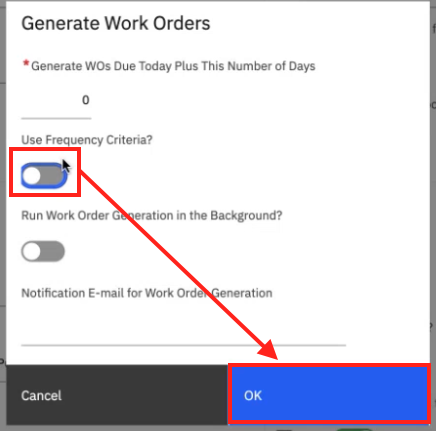 Generate Work Orders
*Generate WOs Due Today Plus This Number of Days
0
Use Frequency Criteria?
Run Work Order Generation in the Background?
Notification E-mail for Work Order Generation
Cancel
OK